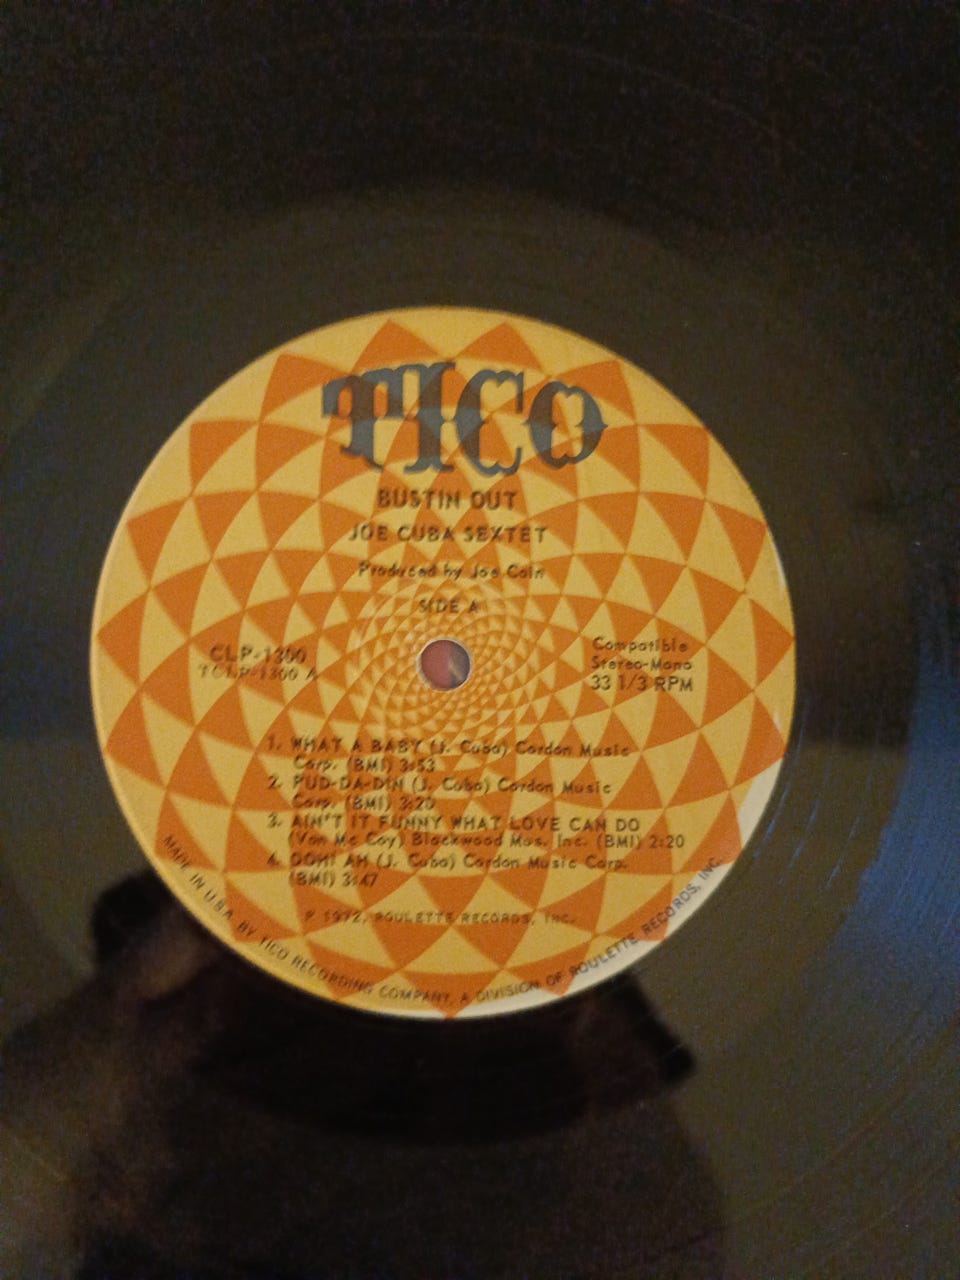 TICO
BUSTIN OUT
JOE CUBA SEXTET
Produced by Joe Cain
SIDE A
CLP-1300
TCLP-1300 A
Compatible
Stereo-Mono
33 1/3 RPM
1. WHAT A BABY (J. Cuba) Cordon Music
Corp. (BMI) 3:53
2. PUD-DA-DIN (J. Cuba) Cordon Music
Corp. (BMI) 3:20
3. AIN'T IT FUNNY WHAT LOVE CAN DO
(Van Mc Coy) Blackwood Mus. Inc. (BMI) 2:20
4. OOH! AH (J. Cuba) Cordon Music Corp.
(BMI) 3:47
P 1972, ROULETTE RECORDS, INC.
MADE IN U.S.A. BY TICO RECORDING COMPANY, A DIVISION OF ROULETTE RECORDS, INC.